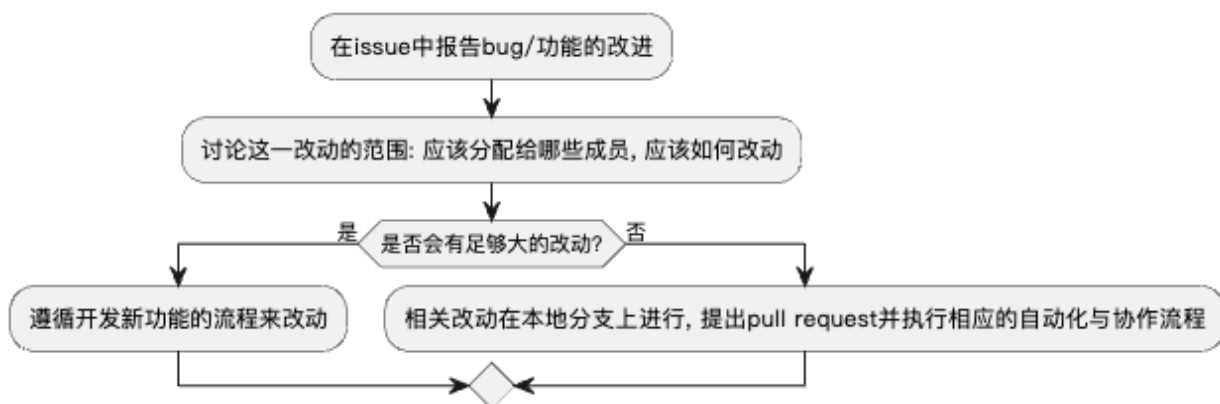 在issue中报告bug/功能的改进
讨论这一改动的范围: 应该分配给哪些成员, 应该如何改动
是
是否会有足够大的改动?
否
遵循开发新功能的流程来改动
相关改动在本地分支上进行, 提出pull request并执行相应的自动化与协作流程